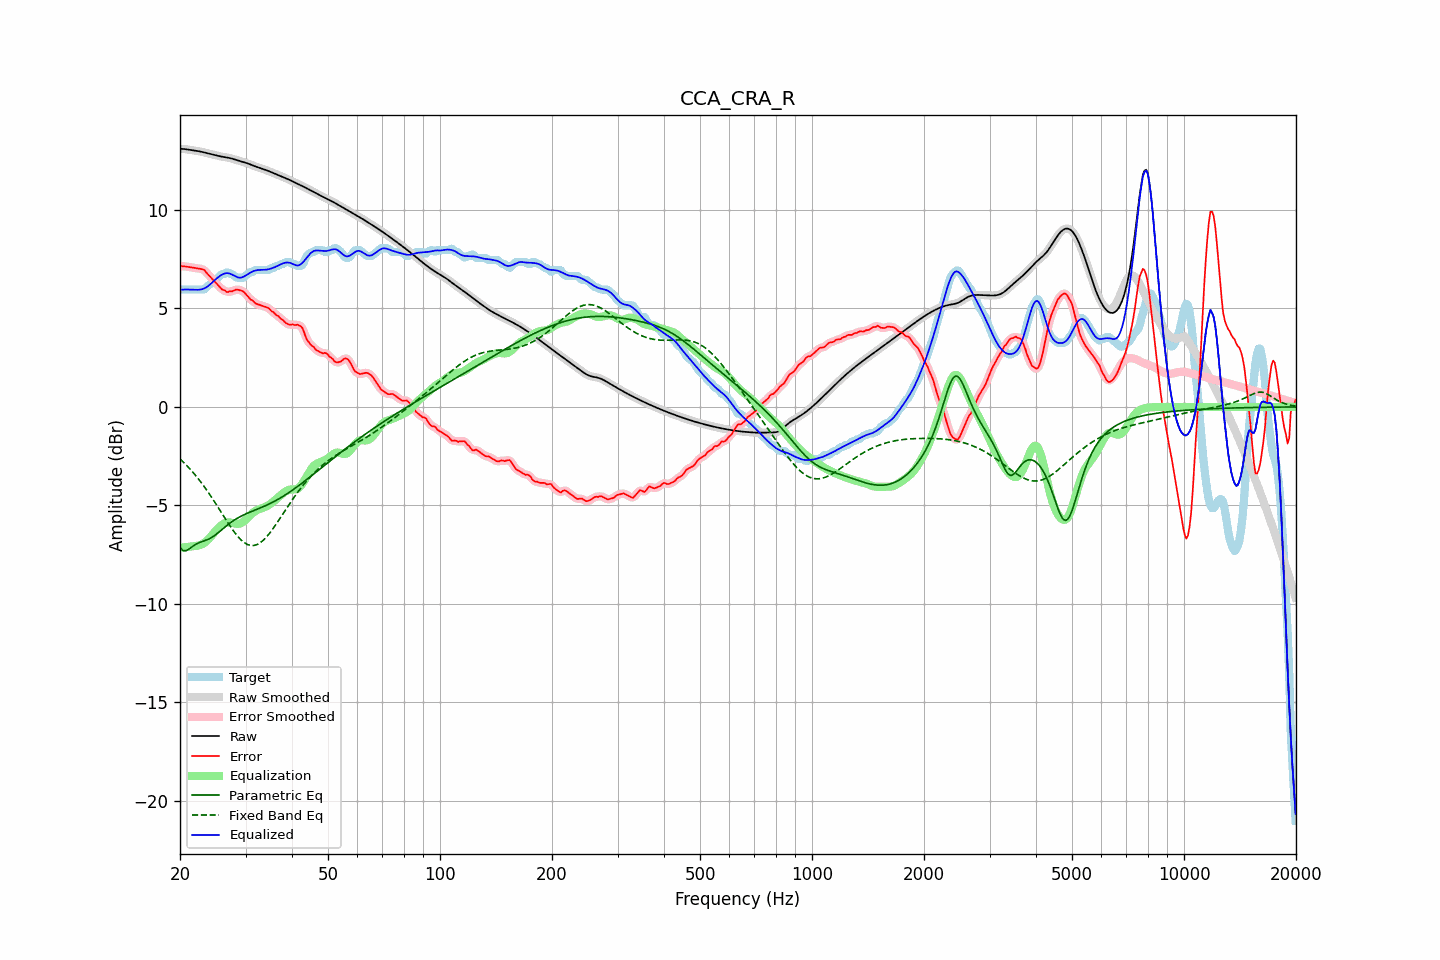 CCA_CRA_R
Amplitude (dBr)
10
5
0
−5
−10
−15
−20
Target
Raw Smoothed
Error Smoothed
Raw
Error
Equalization
Parametric Eq
Fixed Band Eq
Equalized
20 50 100 200 500 1000 2000 5000 10000 20000
Frequency (Hz)